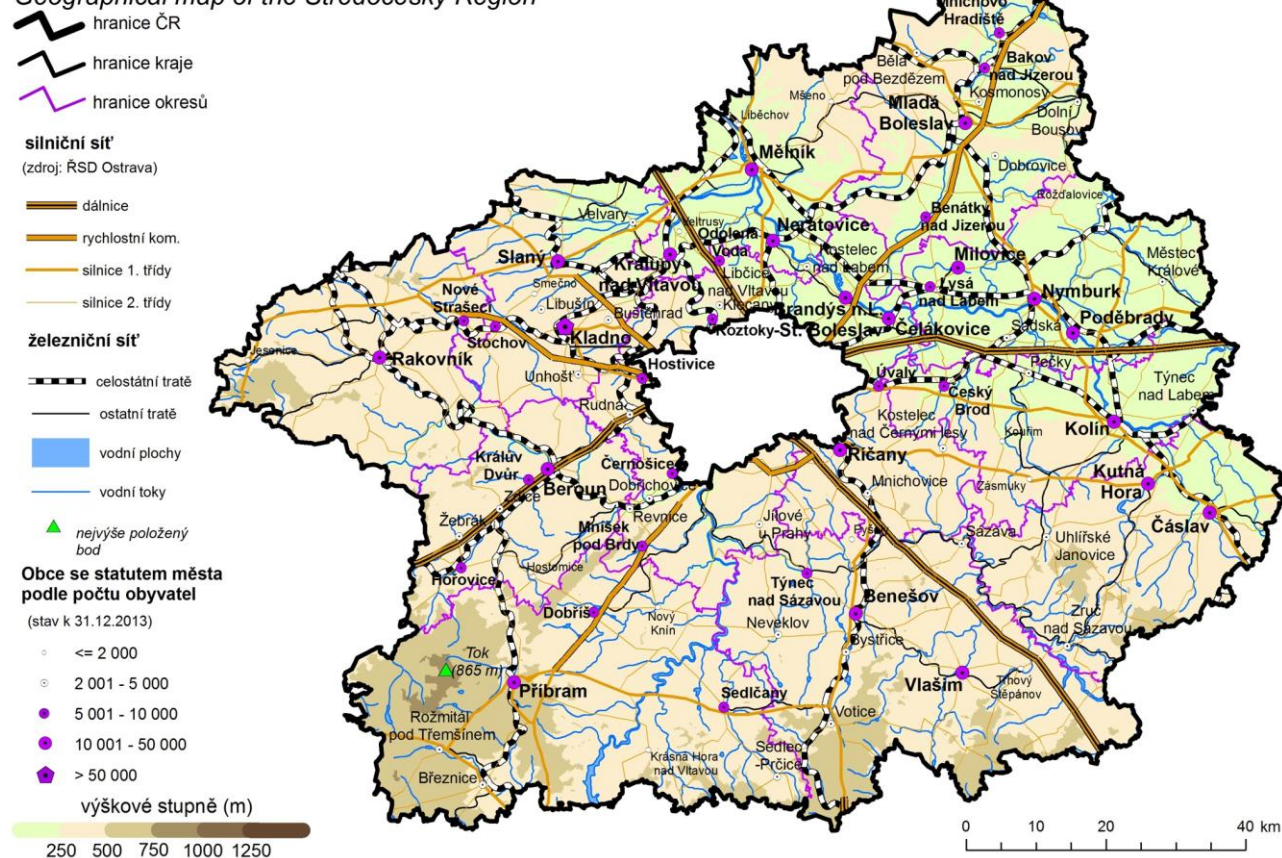 Geographical map of the Středočeský Region
hranice ČR
hranice kraje
hranice okresů
silniční síť
(zdroj: ŘSD Ostrava)
dálnice
rychlostní kom.
silnice 1. třídy
silnice 2. třídy
železniční síť
celostátní tratě
ostatní tratě
vodní plochy
vodní toky
nejvýše položený
bod
Obce se statutem města
podle počtu obyvatel
(stav k 31.12.2013)
<= 2 000
2 001 - 5 000
5 001 - 10 000
10 001 - 50 000
> 50 000
výškové stupně (m)
250 500 750 1000 1250
Mnichovo
Hradiště
Běla
pod Bezdězem
Bakov
nad Jizerou
Kosmonosy
Mšeno
Mladá
Boleslav
Dolní
Bousov
Liběchov
Mělník
Dobrovice
Rožďalovice
Velvary
Veltrusy
Odolena
Voda
Neratovice
Benátky
nad Jizerou
Kostelec
nad Labem
Městec
Králové
Slaný
Kralupy
nad Vltavou
Libčice
nad Vltavou
Klecany
Milovice
Lysá
nad Labem
Nymburk
Smečno
Libušín
Buštěhrad
Nové
Strašecí
Stochov
Kladno
Roztoky
Brandýs n.L.
-St. Boleslav
Čelákovice
Sadská
Poděbrady
Jesenice
Rakovník
Unhošť
Hostivice
Pečky
Týnec
nad Labem
Rudná
Úvaly
Český
Brod
Kostelec
nad Černými lesy
Kouřim
Kolín
Králův
Dvůr
Beroun
Černošice
Dobřichovice
Říčany
Mnichovice
Zásmuky
Kutná
Hora
Čáslav
Zdice
Žebrák
Řevnice
Mníšek
pod Brdy
Jílové
u Prahy
Pyšely
Sázava
Uhlířské
Janovice
Hořovice
Hostomice
Týnec
nad Sázavou
Dobříš
Nový
Knín
Neveklov
Benešov
Bystřice
Zruč
nad Sázavou
Tok
(865 m)
Příbram
Sedlčany
Vlašim
Trhový
Štěpánov
Rožmitál
pod Třemšínem
Votice
Březnice
Krásná Hora
nad Vltavou
Sedlec
-Prčice
0 10 20 40 km